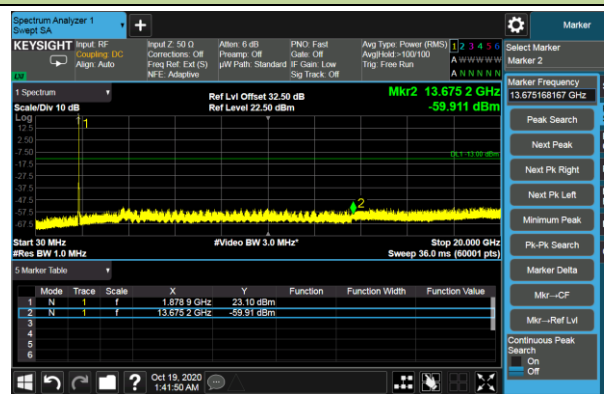 Spectrum Analyzer 1
Swept SA
+
Marker
KEYSIGHT
Input: RF
Coupling: DC
Align: Auto
Input Z: 50 Ω
Corrections: Off
Freq Ref: Ext (S)
NFE: Adaptive
Atten: 6 dB
Preamp: Off
µW Path: Standard
PNO: Fast
Gate: Off
IF Gain: Low
Sig Track: Off
Avg Type: Power (RMS)
Avg|Hold:>100/100
Trig: Free Run
1 2 3 4 5 6
A W W W W W
A N N N N N
Select Marker
Marker 2
1 Spectrum
Scale/Div 10 dB
Log
Ref Lvl Offset 32.50 dB
Ref Level 22.50 dBm
Mkr2 13.675 2 GHz
-59.911 dBm
12.5
2.50
-7.50
-17.5
-27.5
-37.5
-47.5
-57.5
-67.5
1
2
DL1 -13.00 dBm
Start 30 MHz
#Res BW 1.0 MHz
#Video BW 3.0 MHz*
Stop 20.000 GHz
Sweep 36.0 ms (60001 pts)
5 Marker Table
Mode Trace Scale X Y Function Function Width Function Value
1 N 1 f 1.878 9 GHz 23.10 dBm
2 N 1 f 13.675 2 GHz -59.91 dBm
3
4
5
6
Marker Frequency
13.675168167 GHz
Peak Search
Next Peak
Next Pk Right
Next Pk Left
Minimum Peak
Pk-Pk Search
Marker Delta
Mkr→CF
Mkr→Ref Lvl
Continuous Peak
Search
On
Off
?
Oct 19, 2020
1:41:50 AM